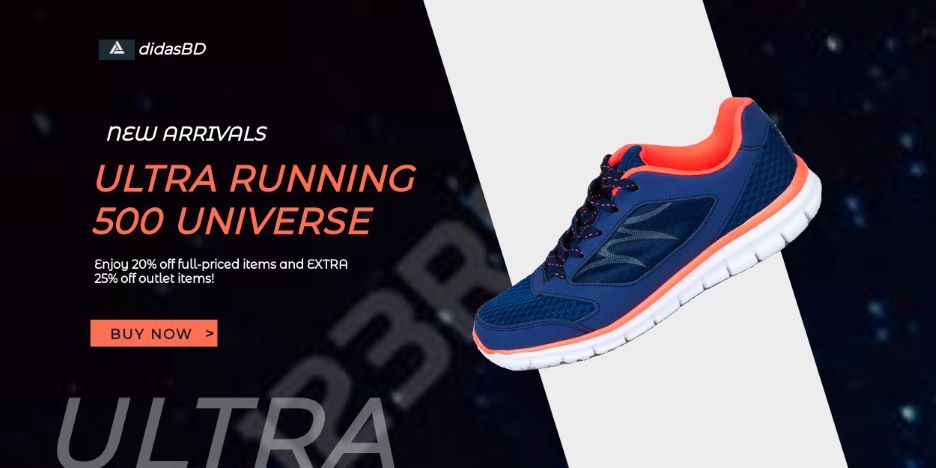 didasBD
NEW ARRIVALS
ULTRA RUNNING
500 UNIVERSE
Enjoy 20% off full-priced items and EXTRA
25% off outlet items!
BUY NOW >
123R
ULTRA